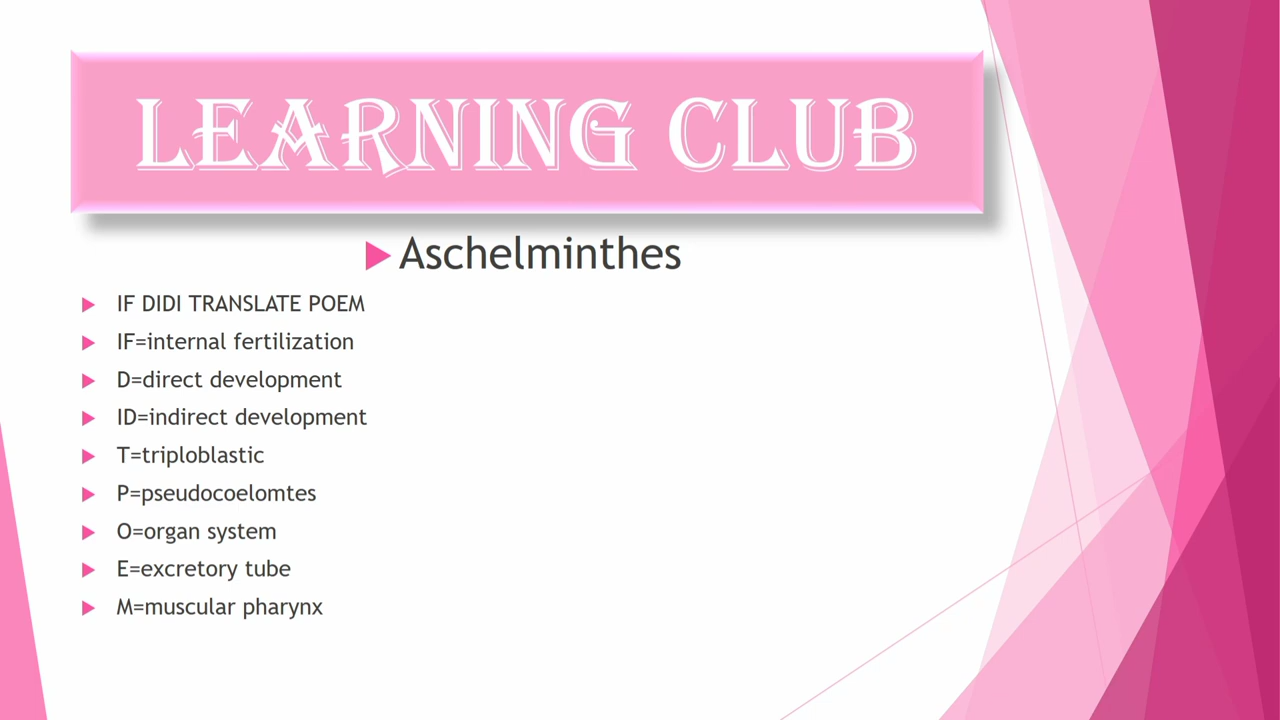 LEARNING CLUB
Aschelminthes
IF DIDI TRANSLATE POEM
IF=internal fertilization
D=direct development
ID=indirect development
T=triploblastic
P=pseudocoelomtes
O=organ system
E=excretory tube
M=muscular pharynx